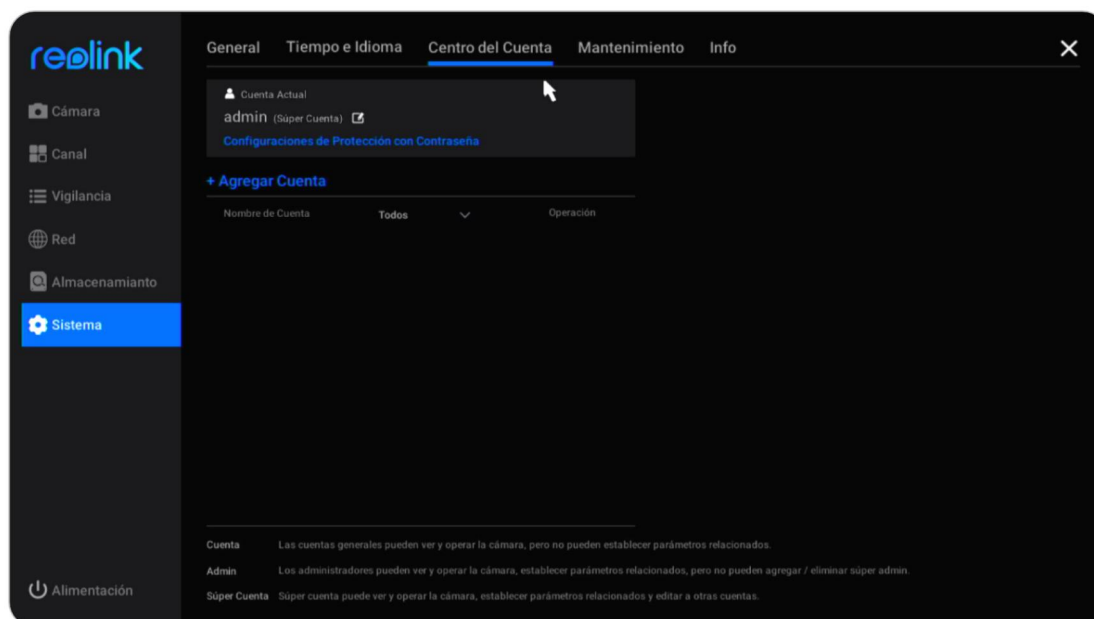 reolink
General Tiempo e Idioma Centro del Cuenta Mantenimiento Info
Cuenta Actual
admin (Súper Cuenta)
Configuraciones de Protección con Contraseña
+ Agregar Cuenta
Nombre de Cuenta Todos Operación
Cámara
Canal
Vigilancia
Red
Almacenamianto
Sistema
Alimentación
Cuenta Las cuentas generales pueden ver y operar la cámara, pero no pueden establecer parámetros relacionados.
Admin Los administradores pueden ver y operar la cámara, establecer parámetros relacionados, pero no pueden agregar / eliminar súper admin.
Súper Cuenta Súper cuenta puede ver y operar la cámara, establecer parámetros relacionados y editar a otras cuentas.